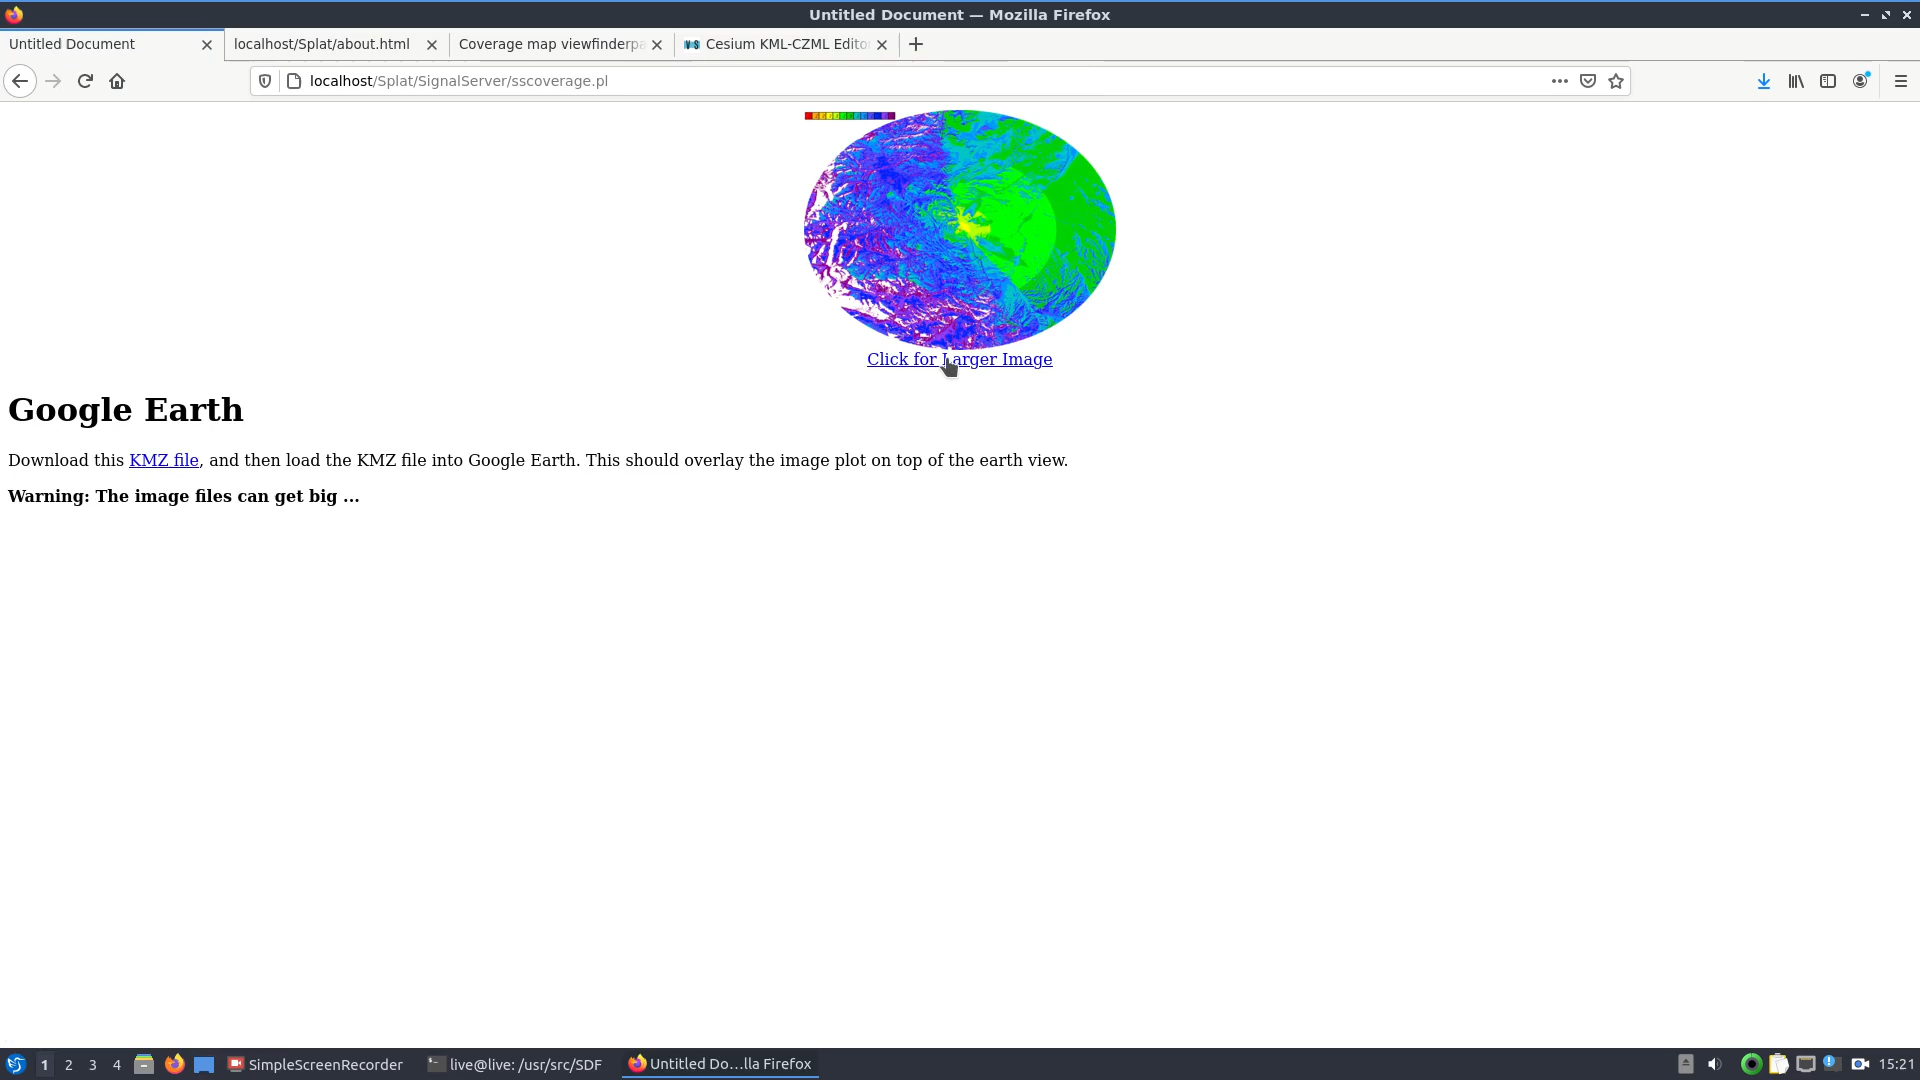 Untitled Document — Mozilla Firefox
Untitled Document
localhost/Splat/about.html
Coverage map viewfinderpa
Cesium KML-CZML Edito
localhost/Splat/SignalServer/sscoverage.pl
Click for Larger Image
Google Earth
Download this KMZ file, and then load the KMZ file into Google Earth. This should overlay the image plot on top of the earth view.
Warning: The image files can get big ...
1 2 3 4 SimpleScreenRecorder live@live: /usr/src/SDF Untitled Do…lla Firefox 15:21